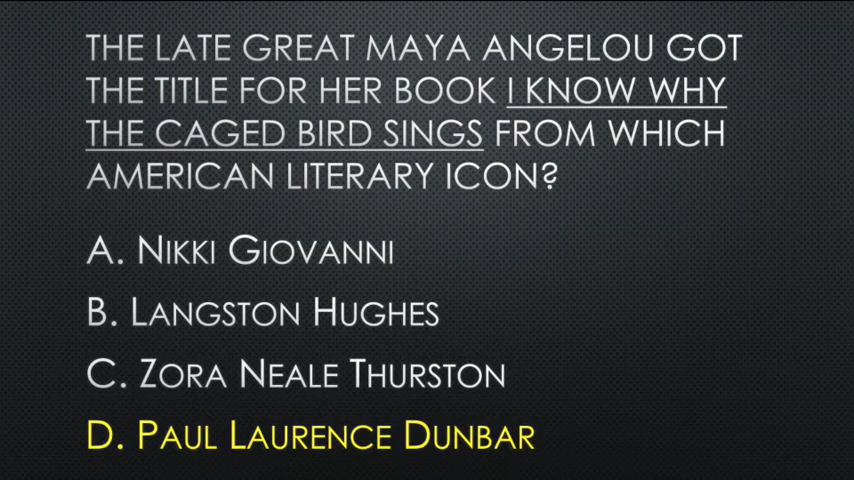 THE LATE GREAT MAYA ANGELOU GOT
THE TITLE FOR HER BOOK I KNOW WHY
THE CAGED BIRD SINGS FROM WHICH
AMERICAN LITERARY ICON?
A. NIKKI GIOVANNI
B. LANGSTON HUGHES
C. ZORA NEALE THURSTON
D. PAUL LAURENCE DUNBAR